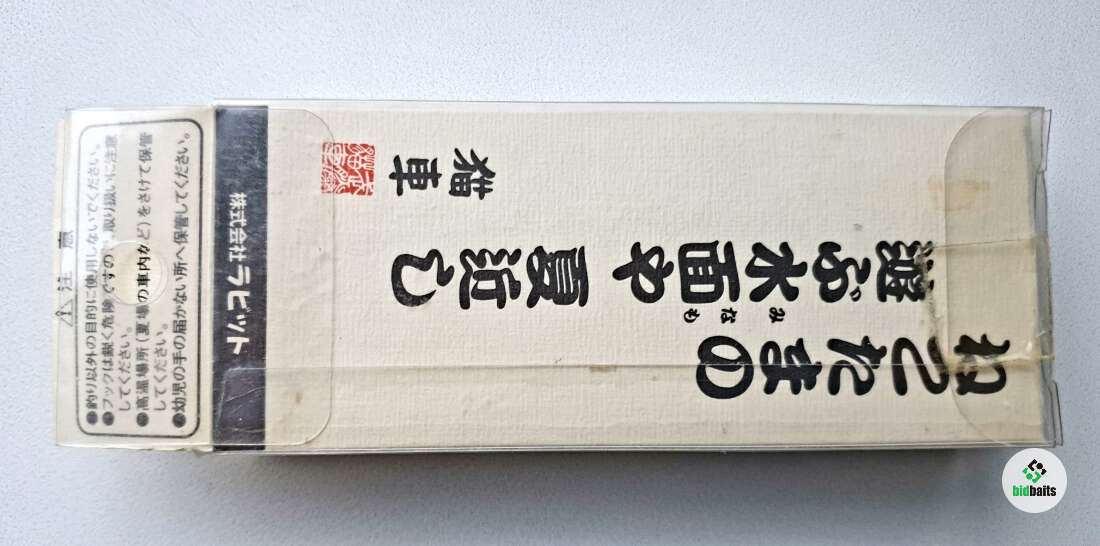 ねこたまの
遊ぶ水面や
みなも
夏近し
猫車
株式会社ラビット
⚠注意
●釣り以外の目的に使用しないでください。
●フックは鋭く危険ですので、取り扱いに注意
してください。
●高温場所(夏場の車内など)をさけて保管
してください。
●幼児の手の届かない所へ保管してください。
bidbaits